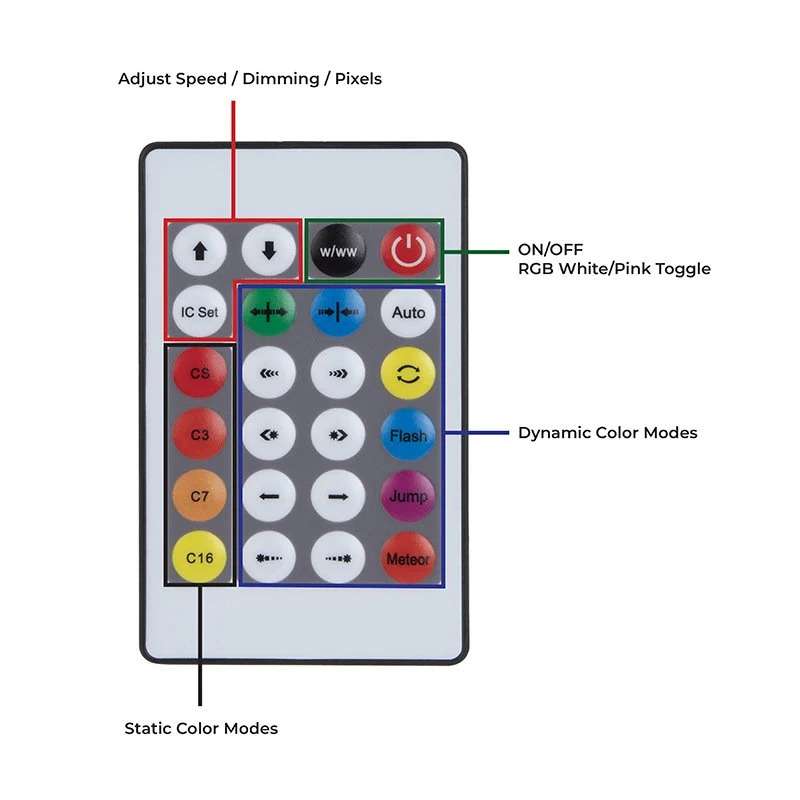 Adjust Speed / Dimming / Pixels
W/WW
ON/OFF
RGB White/Pink Toggle
IC Set
Auto
CS
C3
Flash
Dynamic Color Modes
C7
Jump
C16
Meteor
Static Color Modes